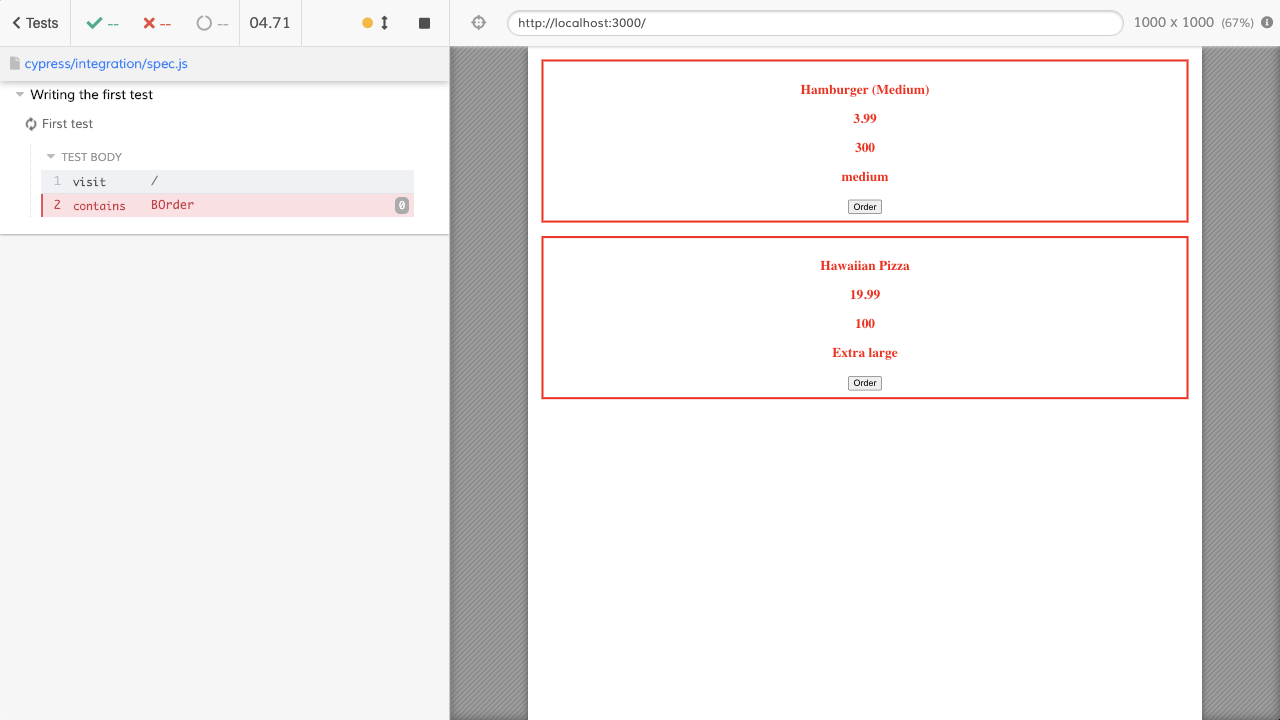 Tests -- -- -- 04.71
http://localhost:3000/ 1000 x 1000 (67%)
cypress/integration/spec.js
Writing the first test
First test
TEST BODY
1 visit /
2 contains BOrder 0
Hamburger (Medium)
3.99
300
medium
Order
Hawaiian Pizza
19.99
100
Extra large
Order